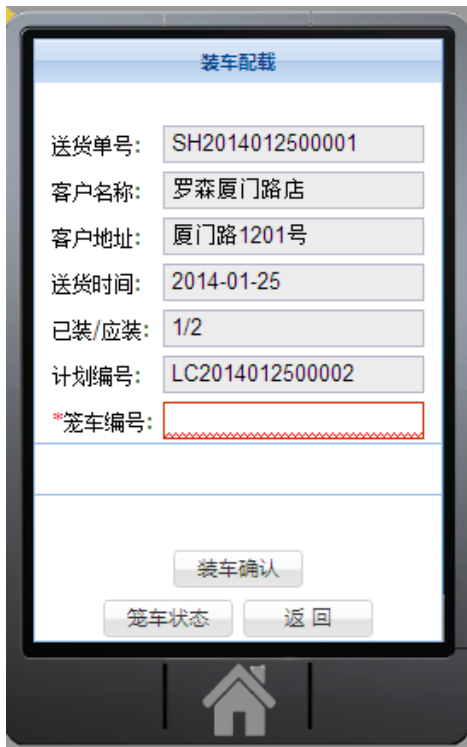 装车配载
送货单号: SH2014012500001
客户名称: 罗森厦门路店
客户地址: 厦门路1201号
送货时间: 2014-01-25
已装/应装: 1/2
计划编号: LC2014012500002
*笼车编号:
装车确认
笼车状态 返 回